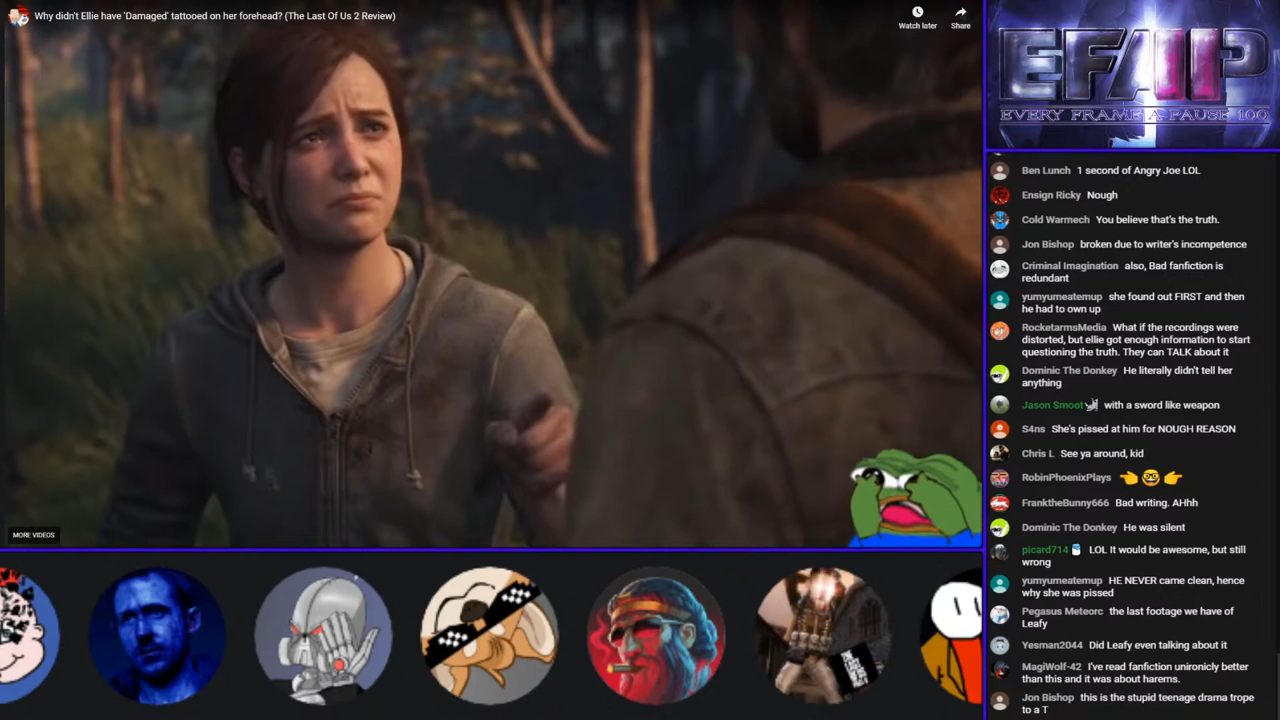 Why didn't Ellie have 'Damaged' tattooed on her forehead? (The Last Of Us 2 Review)
Watch later
Share
MORE VIDEOS
EFAP
EVERY FRAME A PAUSE 100
Ben Lunch 1 second of Angry Joe LOL
Ensign Ricky Nough
Cold Warmech You believe that's the truth.
Jon Bishop broken due to writer's incompetence
Criminal Imagination also, Bad fanfiction is
redundant
yumyumeatemup she found out FIRST and then
he had to own up
RocketarmsMedia What if the recordings were
distorted, but ellie got enough information to start
questioning the truth. They can TALK about it
Dominic The Donkey He literally didn't tell her
anything
Jason Smoot with a sword like weapon
S4ns She's pissed at him for NOUGH REASON
Chris L See ya around, kid
RobinPhoenixPlays 👈🤓👉
FranktheBunny666 Bad writing. AHhh
Dominic The Donkey He was silent
picard714 LOL It would be awesome, but still
wrong
yumyumeatemup HE NEVER came clean, hence
why she was pissed
Pegasus Meteorc the last footage we have of
Leafy
Yesman2044 Did Leafy even talking about it
MagiWolf-42 I've read fanfiction unironicly better
than this and it was about harems.
Jon Bishop this is the stupid teenage drama trope
to a T